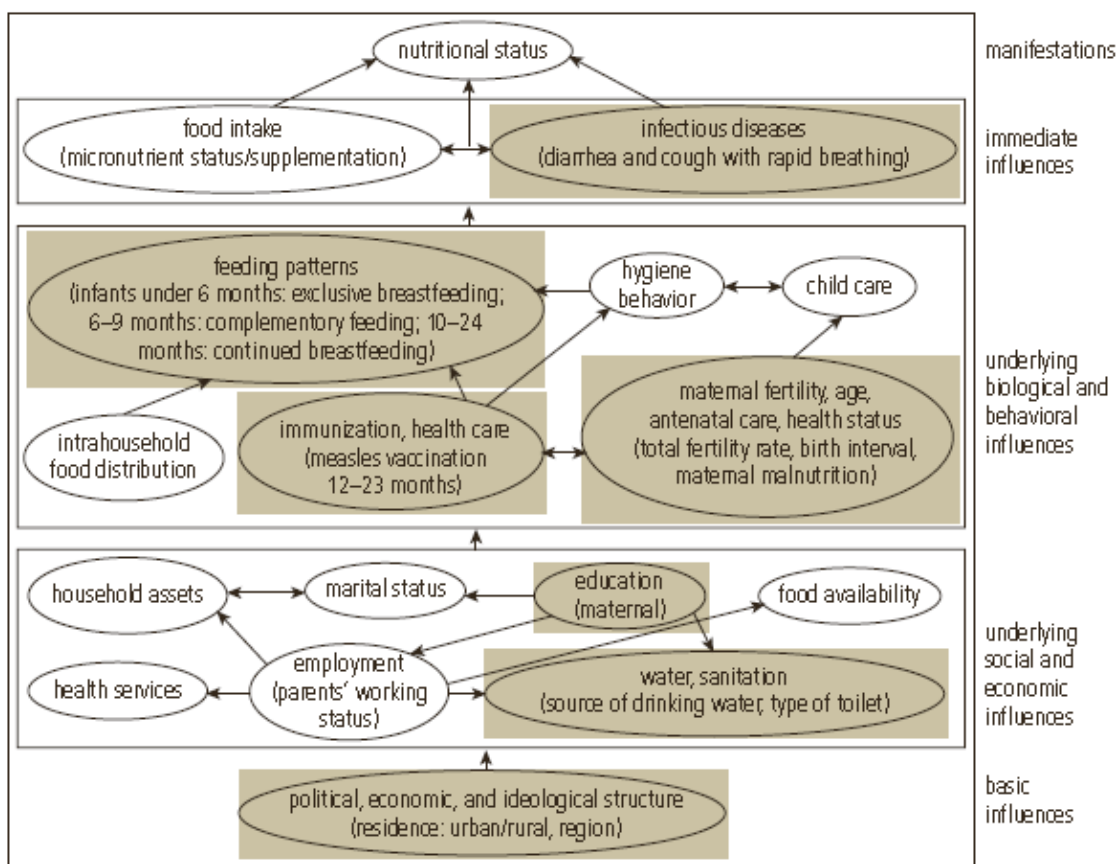 nutritional status
manifestations
food intake
(micronutrient status/supplementation)
infectious diseases
(diarrhea and cough with rapid breathing)
immediate
influences
feeding patterns
(infants under 6 months: exclusive breastfeeding;
6–9 months: complementory feeding; 10–24
months: continued breastfeeding)
hygiene
behavior
child care
intrahousehold
food distribution
immunization, health care
(measles vaccination
12–23 months)
maternal fertility, age,
antenatal care, health status
(total fertility rate, birth interval,
maternal malnutrition)
underlying
biological and
behavioral
influences
household assets
marital status
education
(maternal)
food availability
health services
employment
(parents’ working
status)
water, sanitation
(source of drinking water, type of toilet)
underlying
social and
economic
influences
political, economic, and ideological structure
(residence: urban/rural, region)
basic
influences